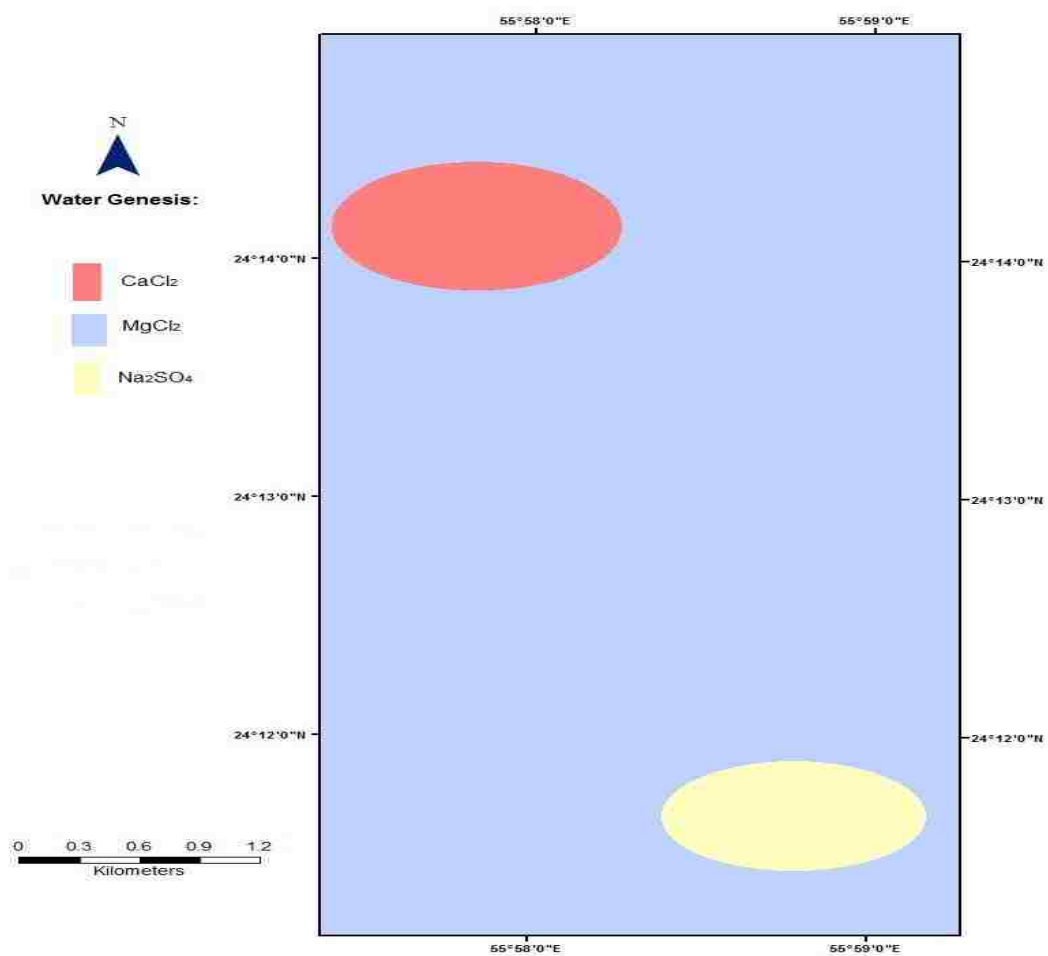 55°58'0"E
55°59'0"E
N
Water Genesis:
CaCl₂
MgCl₂
Na₂SO₄
24°14'0"N
24°14'0"N
24°13'0"N
24°13'0"N
24°12'0"N
24°12'0"N
0 0.3 0.6 0.9 1.2
Kilometers
55°58'0"E
55°59'0"E